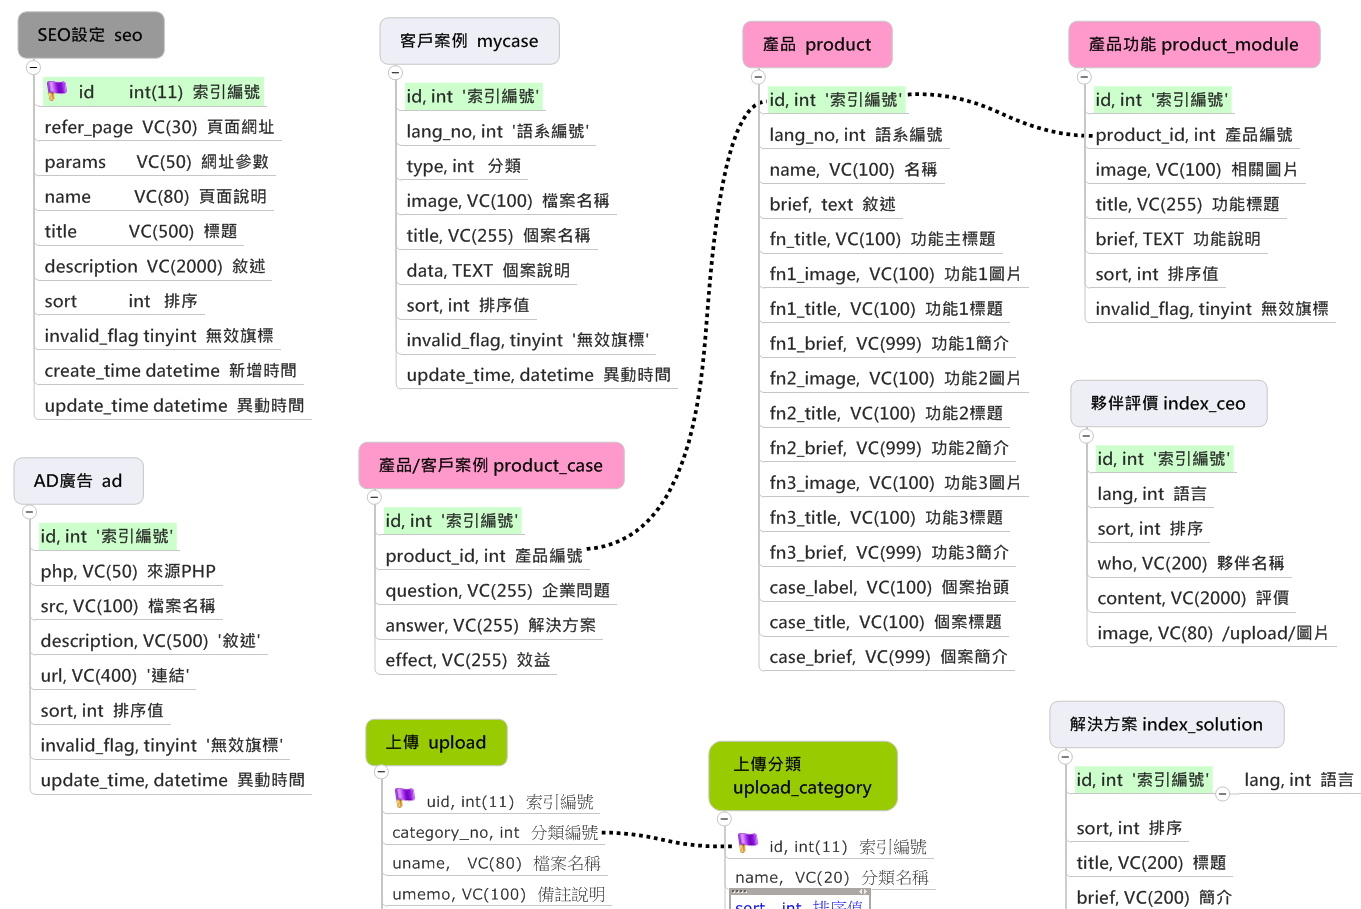 SEO設定 seo
id int(11) 索引編號
refer_page VC(30) 頁面網址
params VC(50) 網址參數
name VC(80) 頁面說明
title VC(500) 標題
description VC(2000) 敘述
sort int 排序
invalid_flag tinyint 無效旗標
create_time datetime 新增時間
update_time datetime 異動時間
AD廣告 ad
id, int '索引編號'
php, VC(50) 來源PHP
src, VC(100) 檔案名稱
description, VC(500) '敘述'
url, VC(400) '連結'
sort, int 排序值
invalid_flag, tinyint '無效旗標'
update_time, datetime 異動時間
客戶案例 mycase
id, int '索引編號'
lang_no, int '語系編號'
type, int 分類
image, VC(100) 檔案名稱
title, VC(255) 個案名稱
data, TEXT 個案說明
sort, int 排序值
invalid_flag, tinyint '無效旗標'
update_time, datetime 異動時間
產品/客戶案例 product_case
id, int '索引編號'
product_id, int 產品編號
question, VC(255) 企業問題
answer, VC(255) 解決方案
effect, VC(255) 效益
上傳 upload
uid, int(11) 索引編號
category_no, int 分類編號
uname, VC(80) 檔案名稱
umemo, VC(100) 備註說明
產品 product
id, int '索引編號'
lang_no, int 語系編號
name, VC(100) 名稱
brief, text 敘述
fn_title, VC(100) 功能主標題
fn1_image, VC(100) 功能1圖片
fn1_title, VC(100) 功能1標題
fn1_brief, VC(999) 功能1簡介
fn2_image, VC(100) 功能2圖片
fn2_title, VC(100) 功能2標題
fn2_brief, VC(999) 功能2簡介
fn3_image, VC(100) 功能3圖片
fn3_title, VC(100) 功能3標題
fn3_brief, VC(999) 功能3簡介
case_label, VC(100) 個案抬頭
case_title, VC(100) 個案標題
case_brief, VC(999) 個案簡介
上傳分類
upload_category
id, int(11) 索引編號
name, VC(20) 分類名稱
sort, int 排序值
產品功能 product_module
id, int '索引編號'
product_id, int 產品編號
image, VC(100) 相關圖片
title, VC(255) 功能標題
brief, TEXT 功能說明
sort, int 排序值
invalid_flag, tinyint 無效旗標
夥伴評價 index_ceo
id, int '索引編號'
lang, int 語言
sort, int 排序
who, VC(200) 夥伴名稱
content, VC(2000) 評價
image, VC(80) /upload/圖片
解決方案 index_solution
id, int '索引編號' lang, int 語言
sort, int 排序
title, VC(200) 標題
brief, VC(200) 簡介